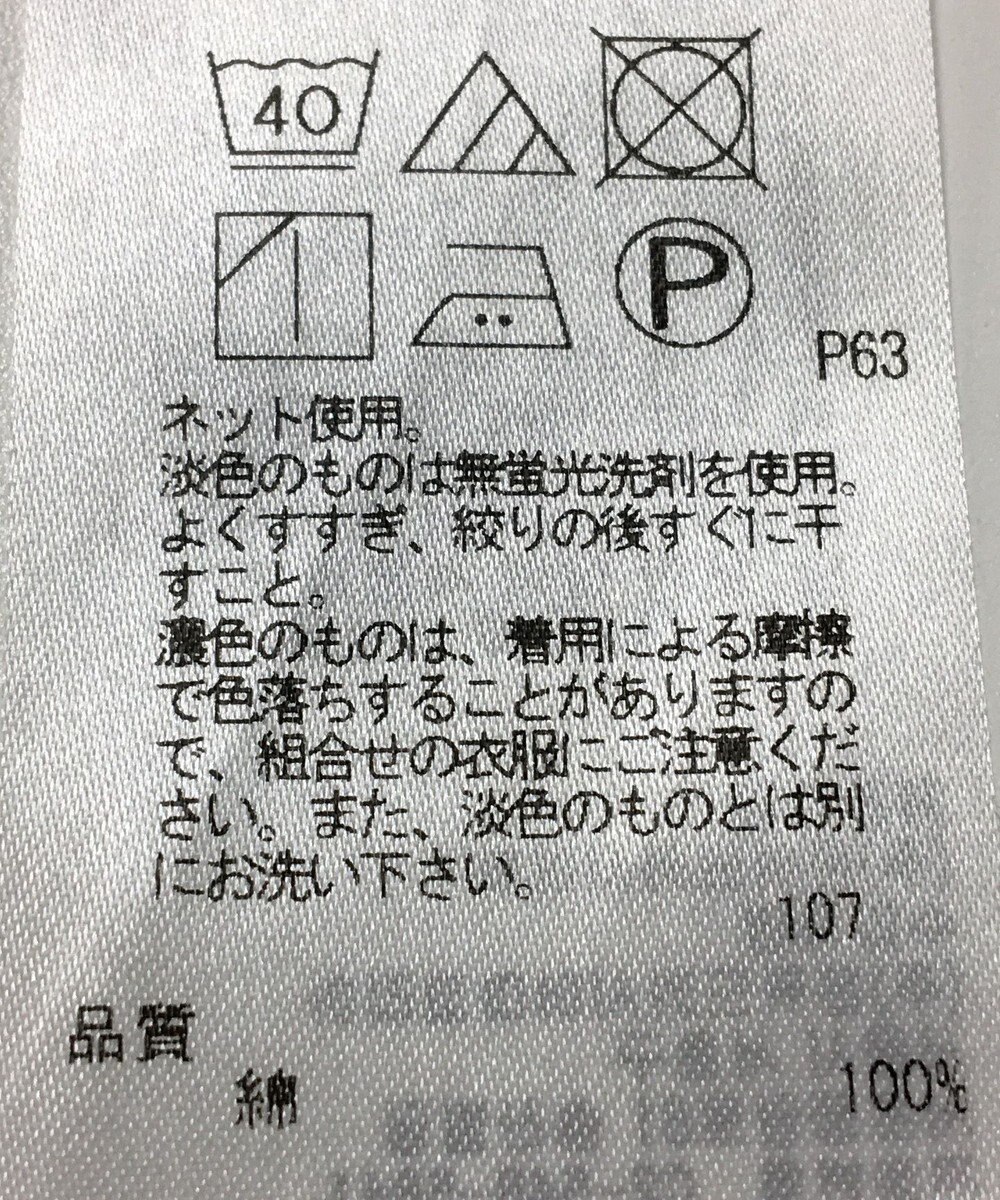 40
P
P63
ネット使用。
淡色のものは無蛍光洗剤を使用。
よくすすぎ、絞りの後すぐに干
すこと。
濃色のものは、着用による摩擦
で色落ちすることがありますの
で、組合せの衣服にご注意くだ
さい。また、淡色のものとは別
にお洗い下さい。
107
品質
綿 100%